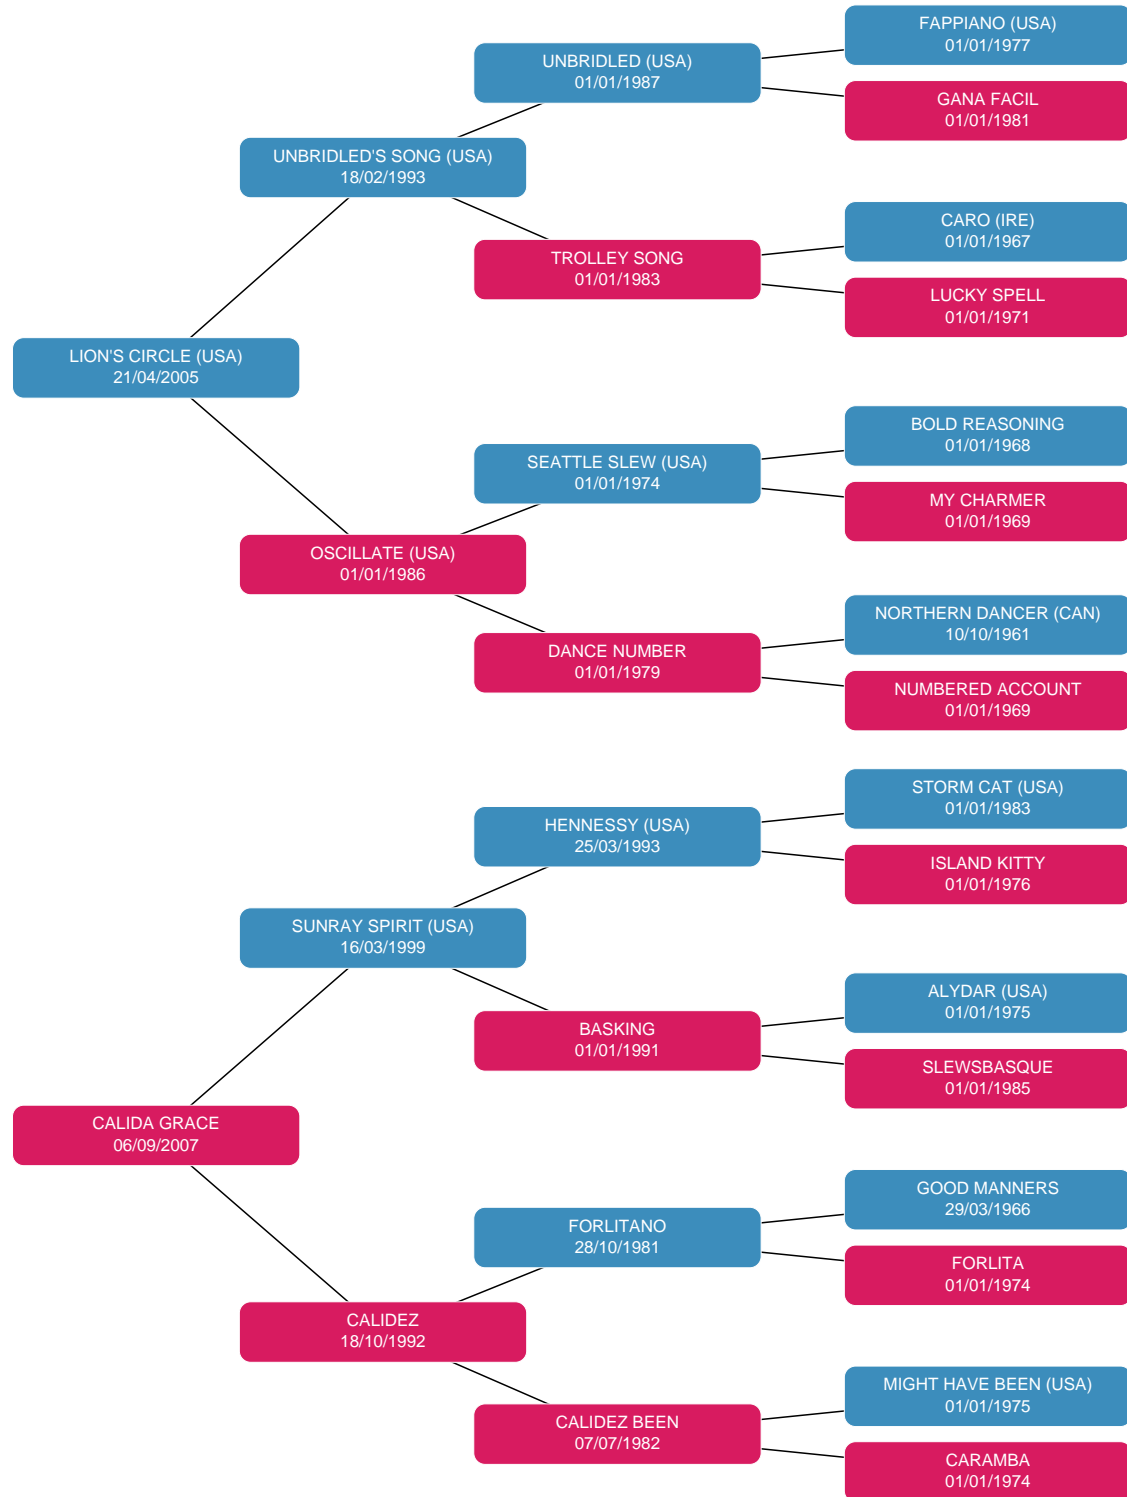 FAPPIANO (USA)
01/01/1977
UNBRIDLED (USA)
01/01/1987
GANA FACIL
01/01/1981
UNBRIDLED'S SONG (USA)
18/02/1993
CARO (IRE)
01/01/1967
TROLLEY SONG
01/01/1983
LUCKY SPELL
01/01/1971
LION'S CIRCLE (USA)
21/04/2005
BOLD REASONING
01/01/1968
SEATTLE SLEW (USA)
01/01/1974
MY CHARMER
01/01/1969
OSCILLATE (USA)
01/01/1986
NORTHERN DANCER (CAN)
10/10/1961
DANCE NUMBER
01/01/1979
NUMBERED ACCOUNT
01/01/1969
STORM CAT (USA)
01/01/1983
HENNESSY (USA)
25/03/1993
ISLAND KITTY
01/01/1976
SUNRAY SPIRIT (USA)
16/03/1999
ALYDAR (USA)
01/01/1975
BASKING
01/01/1991
SLEWSBASQUE
01/01/1985
CALIDA GRACE
06/09/2007
GOOD MANNERS
29/03/1966
FORLITANO
28/10/1981
FORLITA
01/01/1974
CALIDEZ
18/10/1992
MIGHT HAVE BEEN (USA)
01/01/1975
CALIDEZ BEEN
07/07/1982
CARAMBA
01/01/1974